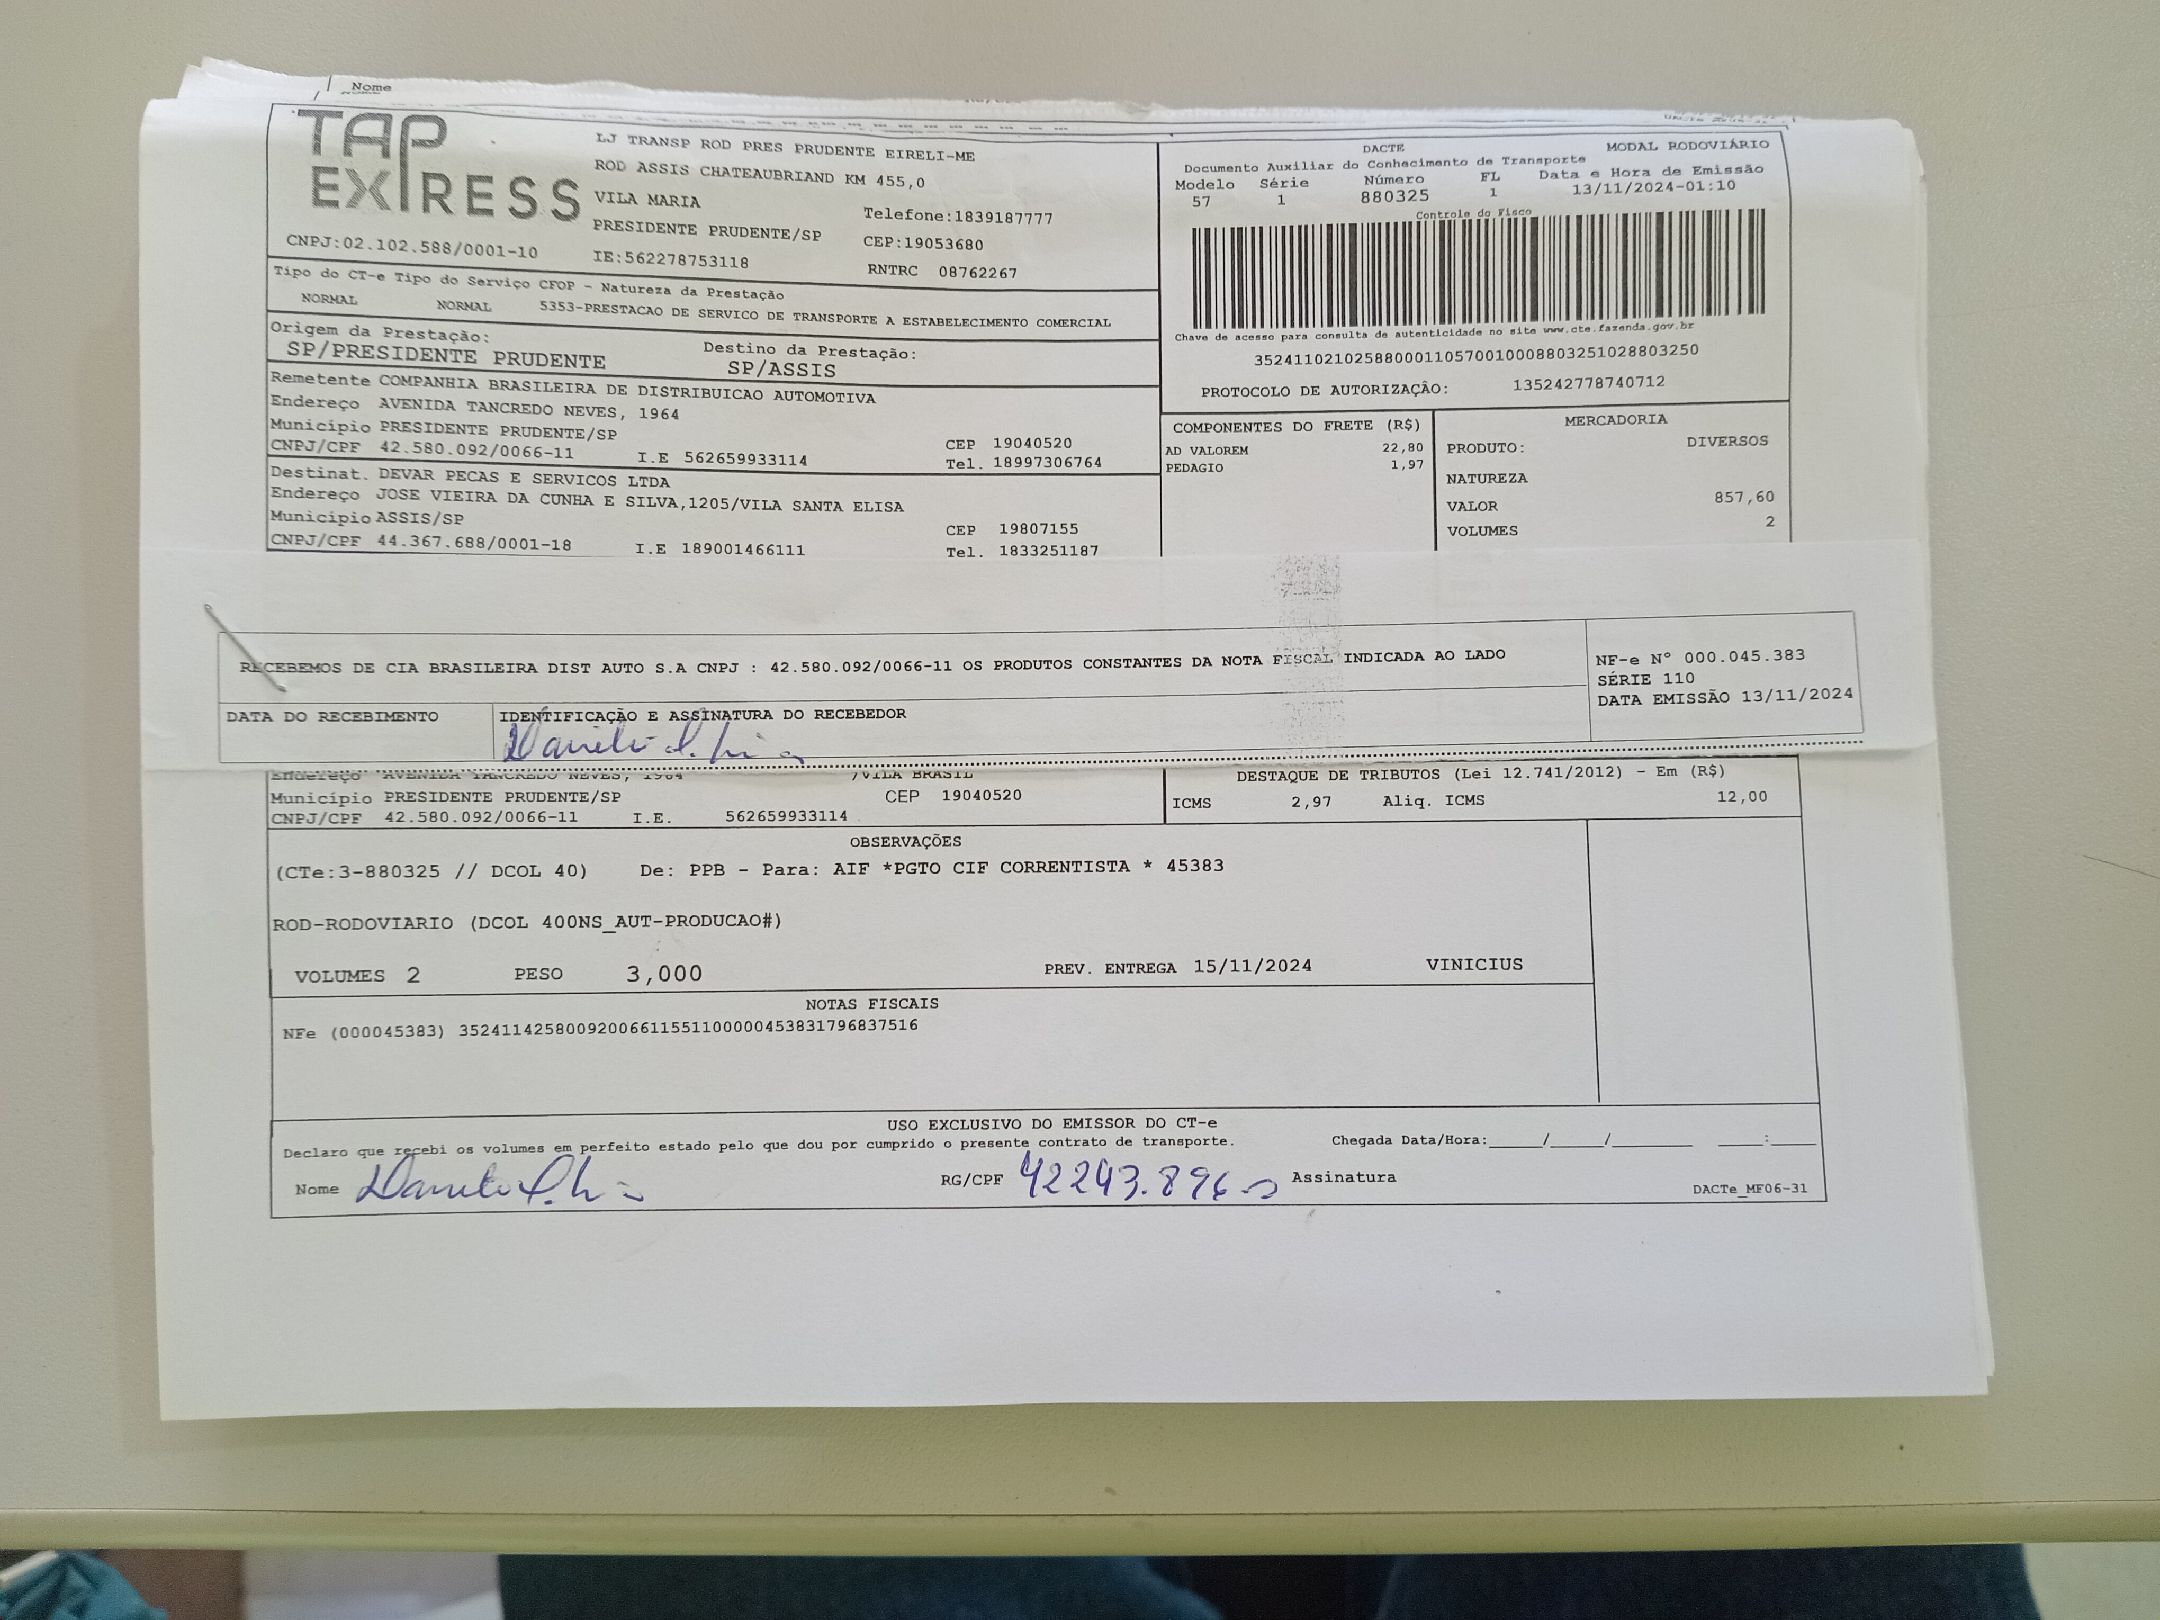 Nome
TAP EXPRESS
LJ TRANSP ROD PRES PRUDENTE EIRELI-ME
ROD ASSIS CHATEAUBRIAND KM 455,0
VILA MARIA
Telefone:1839187777
PRESIDENTE PRUDENTE/SP
CEP:19053680
CNPJ:02.102.588/0001-10
IE:562278753118
RNTRC 08762267
DACTE
MODAL RODOVIÁRIO
Documento Auxiliar do Conhecimento de Transporte
Modelo Série Número FL Data e Hora de Emissão
57 1 880325 1 13/11/2024-01:10
Controle do Fisco
Chave de acesso para consulta de autenticidade no site www.cte.fazenda.gov.br
35241102102588000110570010008803251028803250
PROTOCOLO DE AUTORIZAÇÃO: 135242778740712
Tipo do CT-e Tipo do Serviço CFOP - Natureza da Prestação
NORMAL NORMAL 5353-PRESTACAO DE SERVICO DE TRANSPORTE A ESTABELECIMENTO COMERCIAL
Origem da Prestação:
SP/PRESIDENTE PRUDENTE
Destino da Prestação:
SP/ASSIS
Remetente COMPANHIA BRASILEIRA DE DISTRIBUICAO AUTOMOTIVA
Endereço AVENIDA TANCREDO NEVES, 1964
Município PRESIDENTE PRUDENTE/SP
CEP 19040520
CNPJ/CPF 42.580.092/0066-11 I.E 562659933114 Tel. 18997306764
Destinat. DEVAR PECAS E SERVICOS LTDA
Endereço JOSE VIEIRA DA CUNHA E SILVA,1205/VILA SANTA ELISA
Município ASSIS/SP
CEP 19807155
CNPJ/CPF 44.367.688/0001-18 I.E 189001466111 Tel. 1833251187
COMPONENTES DO FRETE (R$)
AD VALOREM 22,80
PEDAGIO 1,97
MERCADORIA
PRODUTO: DIVERSOS
NATUREZA
VALOR 857,60
VOLUMES 2
RECEBEMOS DE CIA BRASILEIRA DIST AUTO S.A CNPJ : 42.580.092/0066-11 OS PRODUTOS CONSTANTES DA NOTA FISCAL INDICADA AO LADO
NF-e N° 000.045.383
SÉRIE 110
DATA EMISSÃO 13/11/2024
DATA DO RECEBIMENTO
IDENTIFICAÇÃO E ASSINATURA DO RECEBEDOR
Danilo
Endereço AVENIDA TANCREDO NEVES, 1964 /VILA BRASIL
Município PRESIDENTE PRUDENTE/SP CEP 19040520
CNPJ/CPF 42.580.092/0066-11 I.E. 562659933114
DESTAQUE DE TRIBUTOS (Lei 12.741/2012) - Em (R$)
ICMS 2,97 Aliq. ICMS 12,00
OBSERVAÇÕES
(CTe:3-880325 // DCOL 40) De: PPB - Para: AIF *PGTO CIF CORRENTISTA * 45383
ROD-RODOVIARIO (DCOL 400NS_AUT-PRODUCAO#)
VOLUMES 2 PESO 3,000 PREV. ENTREGA 15/11/2024 VINICIUS
NOTAS FISCAIS
NFe (000045383) 35241142580092006611551100000453831796837516
USO EXCLUSIVO DO EMISSOR DO CT-e
Declaro que recebi os volumes em perfeito estado pelo que dou por cumprido o presente contrato de transporte.
Chegada Data/Hora:_____/_____/________ ____:____
Nome Danilo RG/CPF 42243.896 Assinatura
DACTe_MF06-31